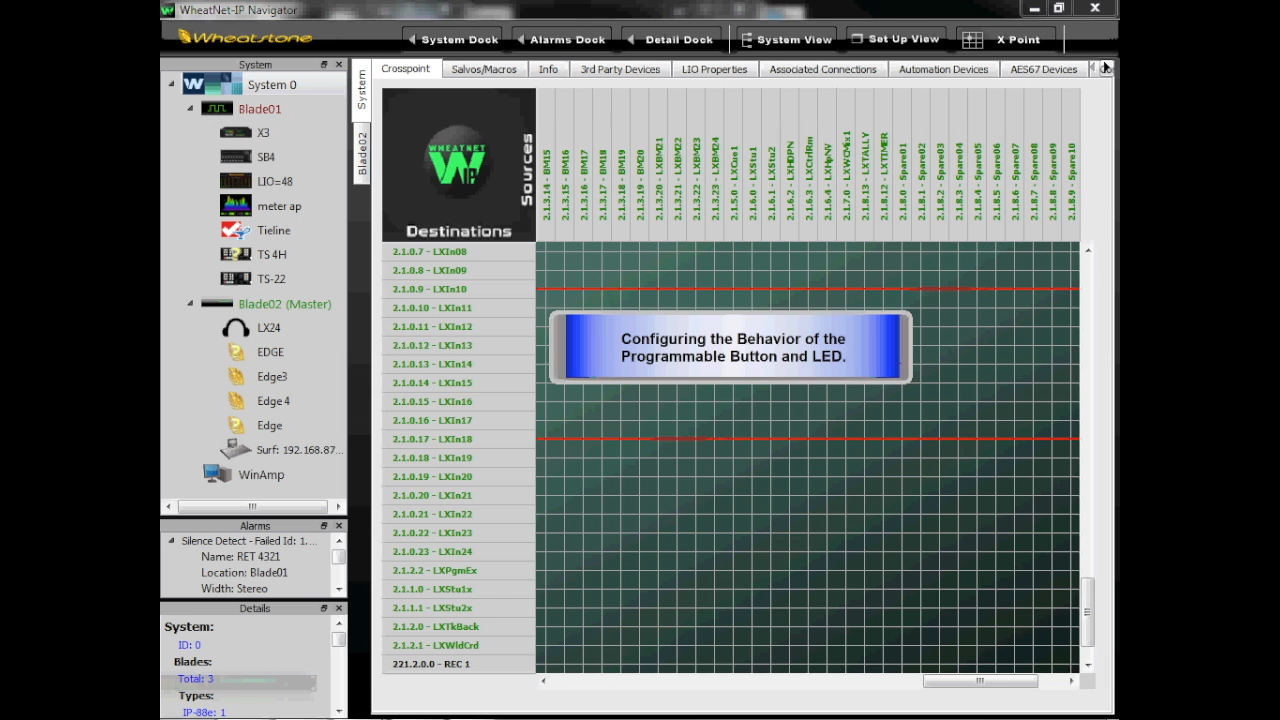 WheatNet-IP Navigator
Wheatstone
System Dock
Alarms Dock
Detail Dock
System View
Set Up View
X Point
System
System 0
Blade01
X3
SB4
LIO=48
meter ap
Tieline
TS 4H
TS-22
Blade02 (Master)
LX24
EDGE
Edge3
Edge 4
Edge
Surf: 192.168.87...
WinAmp
Alarms
Silence Detect - Failed Id: 1....
Name: RET 4321
Location: Blade01
Width: Stereo
Details
System:
ID: 0
Blades:
Total: 3
Types:
IP-88e: 1
System
Blade02
Crosspoint
Salvos/Macros
Info
3rd Party Devices
LIO Properties
Associated Connections
Automation Devices
AES67 Devices
WHEATNET
IP
Sources
Destinations
2.1.3.14 - BM15
2.1.3.15 - BM16
2.1.3.16 - BM17
2.1.3.17 - BM18
2.1.3.18 - BM19
2.1.3.19 - BM20
2.1.3.20 - LXBM21
2.1.3.21 - LXBM22
2.1.3.22 - LXBM23
2.1.3.23 - LXBM24
2.1.5.0 - LXCue1
2.1.6.0 - LXStu1
2.1.6.1 - LXStu2
2.1.6.2 - LXHDPN
2.1.6.3 - LXCtrlRm
2.1.8.13 - LXTALLY
2.1.8.12 - LXTIMER
2.1.8.0 - Spare01
2.1.8.1 - Spare02
2.1.8.2 - Spare03
2.1.8.3 - Spare04
2.1.8.4 - Spare05
2.1.8.5 - Spare06
2.1.8.6 - Spare07
2.1.8.7 - Spare08
2.1.8.8 - Spare09
2.1.8.9 - Spare10
2.1.0.7 - LXIn08
2.1.0.8 - LXIn09
2.1.0.9 - LXIn10
2.1.0.10 - LXIn11
2.1.0.11 - LXIn12
2.1.0.12 - LXIn13
2.1.0.13 - LXIn14
2.1.0.14 - LXIn15
2.1.0.15 - LXIn16
2.1.0.16 - LXIn17
2.1.0.17 - LXIn18
2.1.0.18 - LXIn19
2.1.0.19 - LXIn20
2.1.0.20 - LXIn21
2.1.0.21 - LXIn22
2.1.0.22 - LXIn23
2.1.0.23 - LXIn24
2.1.2.2 - LXPgmEx
2.1.1.0 - LXStu1x
2.1.1.1 - LXStu2x
2.1.2.0 - LXTkBack
2.1.2.1 - LXWldCrd
221.2.0.0 - REC 1
Configuring the Behavior of the
Programmable Button and LED.